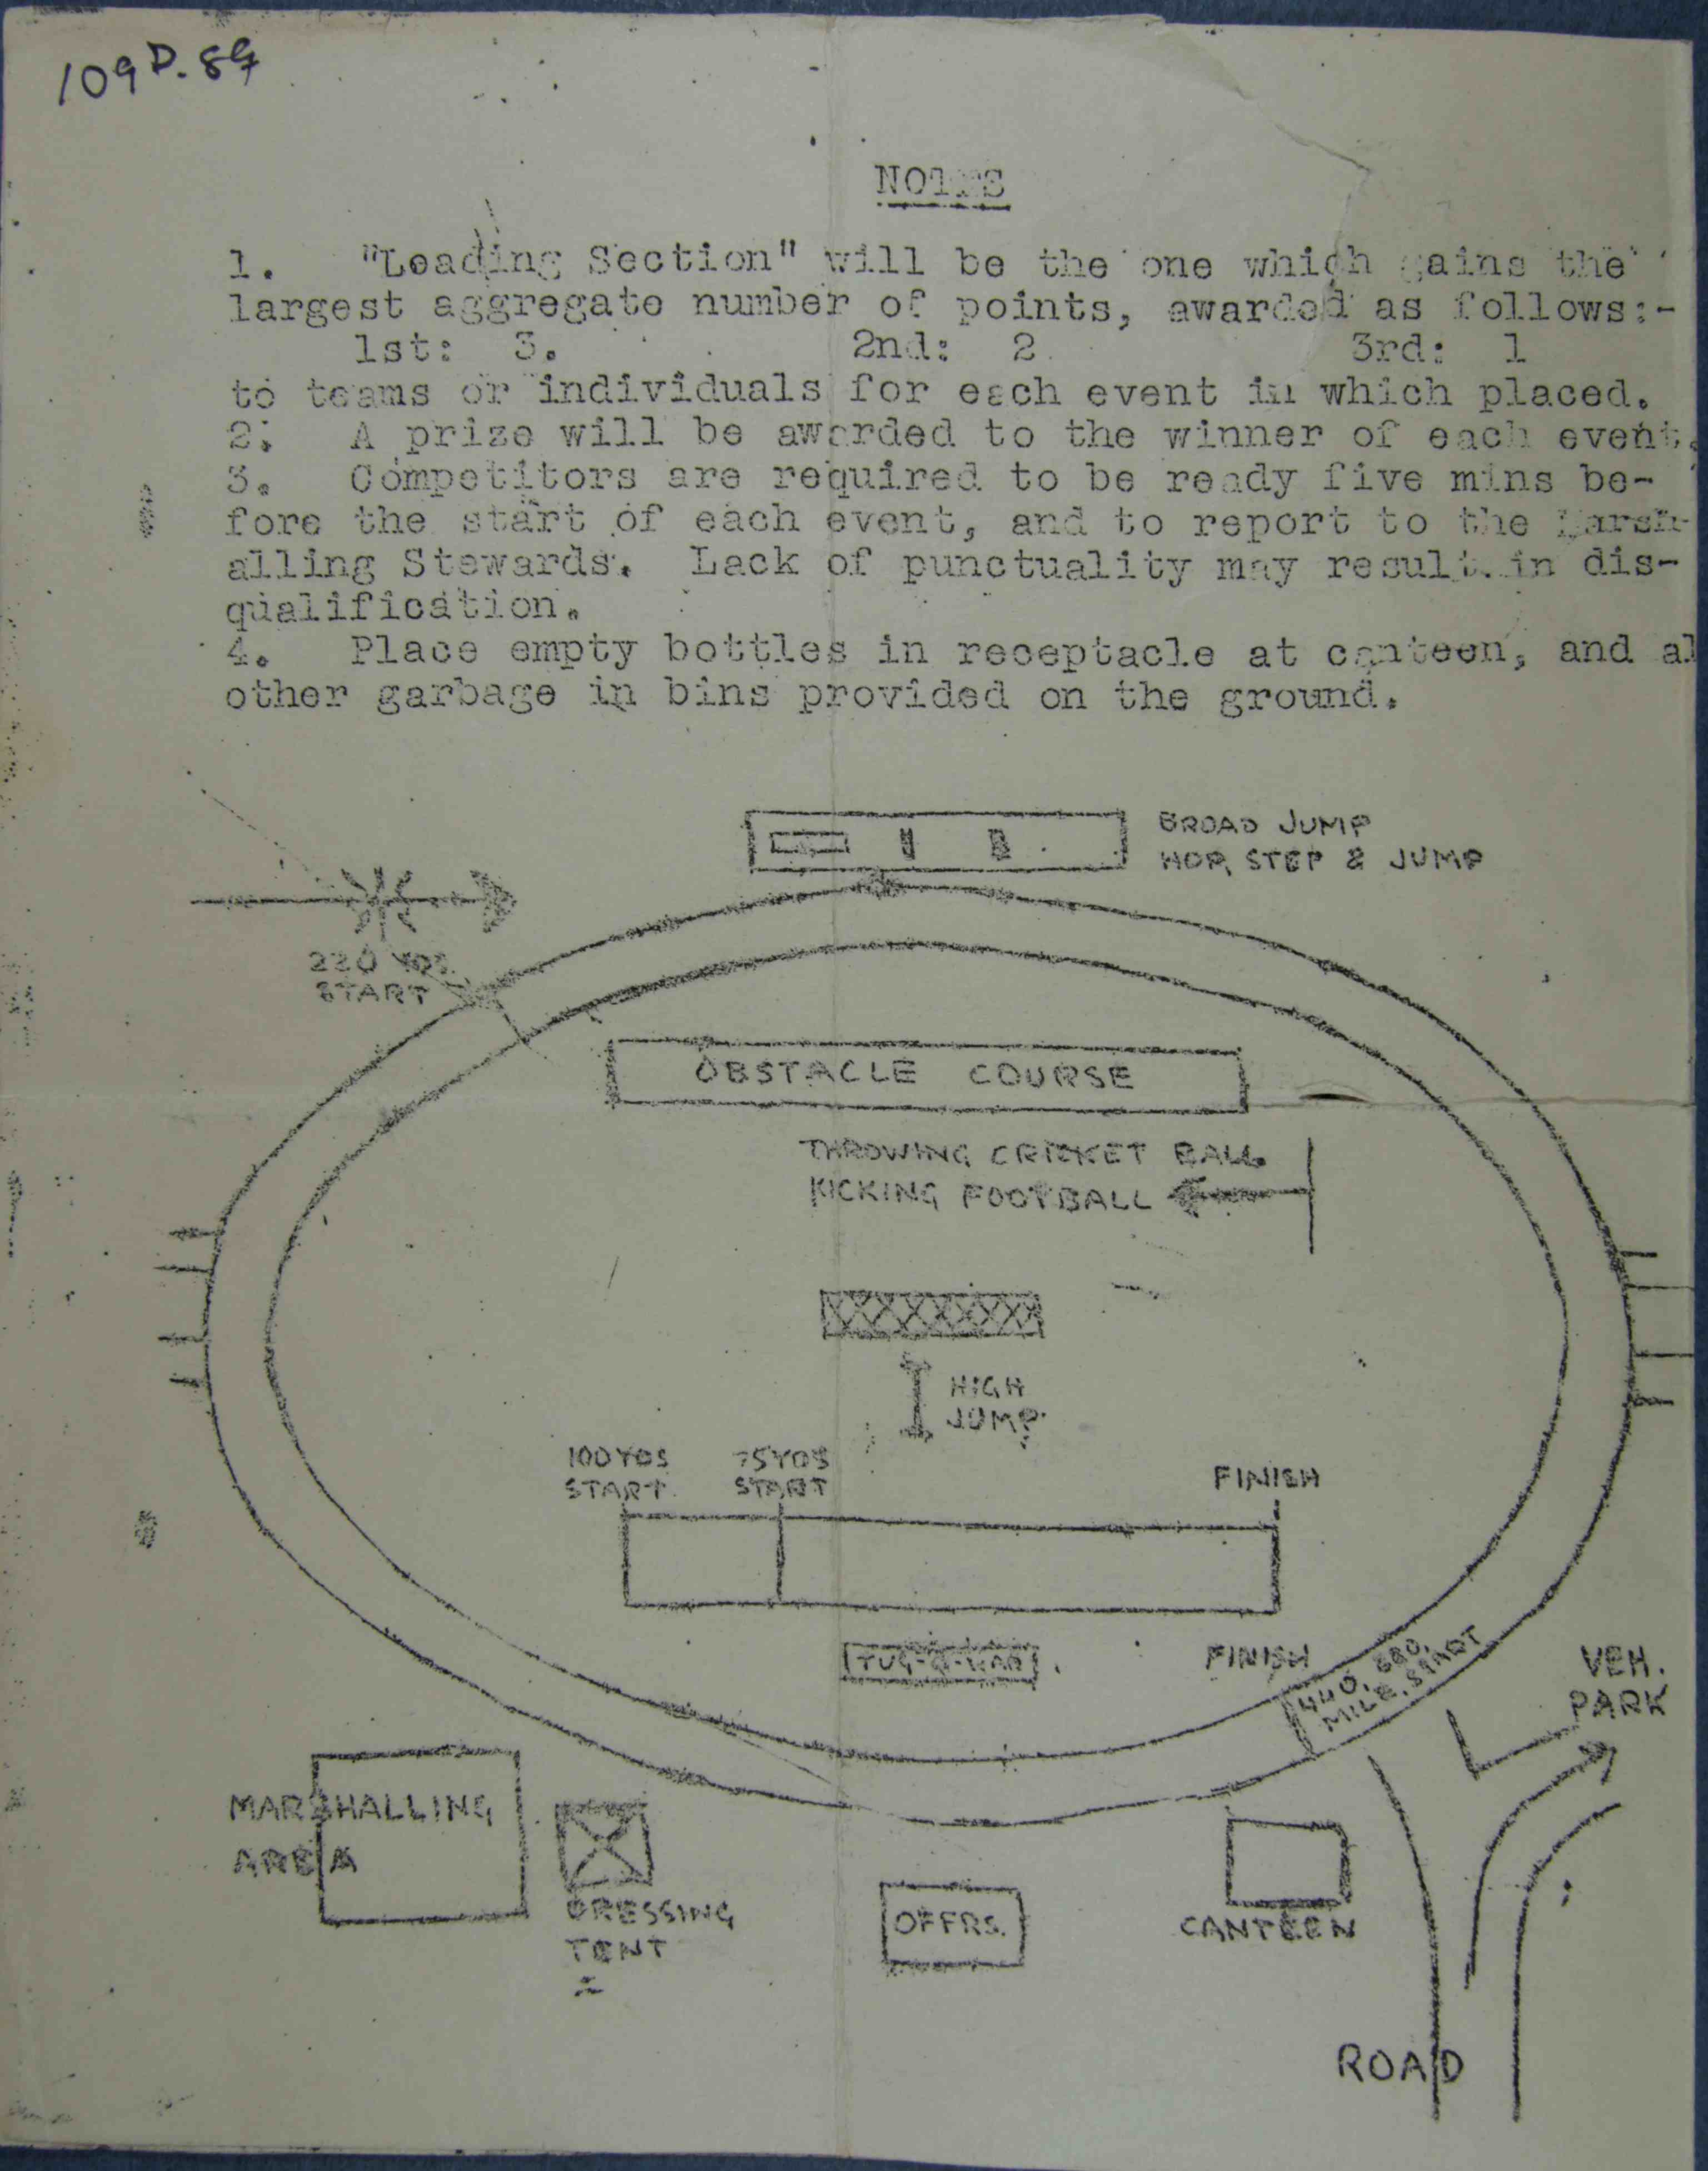 109D.89
NOTES
1. "Leading Section" will be the one which gains the
largest aggregate number of points, awarded as follows:-
1st: 3. 2nd: 2. 3rd: 1
to teams or individuals for each event in which placed.
2. A prize will be awarded to the winner of each event.
3. Competitors are required to be ready five mins be-
fore the start of each event, and to report to the Marsh-
alling Stewards. Lack of punctuality may result in dis-
qualification.
4. Place empty bottles in receptacle at canteen, and al
other garbage in bins provided on the ground.
BROAD JUMP
HOP, STEP & JUMP
220 YDS
START
OBSTACLE COURSE
THROWING CRICKET BALL
KICKING FOOTBALL
HIGH
JUMP
100 YDS 75 YDS
START START
FINISH
TUG-O-WAR
FINISH
440, 880,
MILE START
VEH.
PARK
MARSHALLING
AREA
DRESSING
TENT
OFFRS.
CANTEEN
ROAD